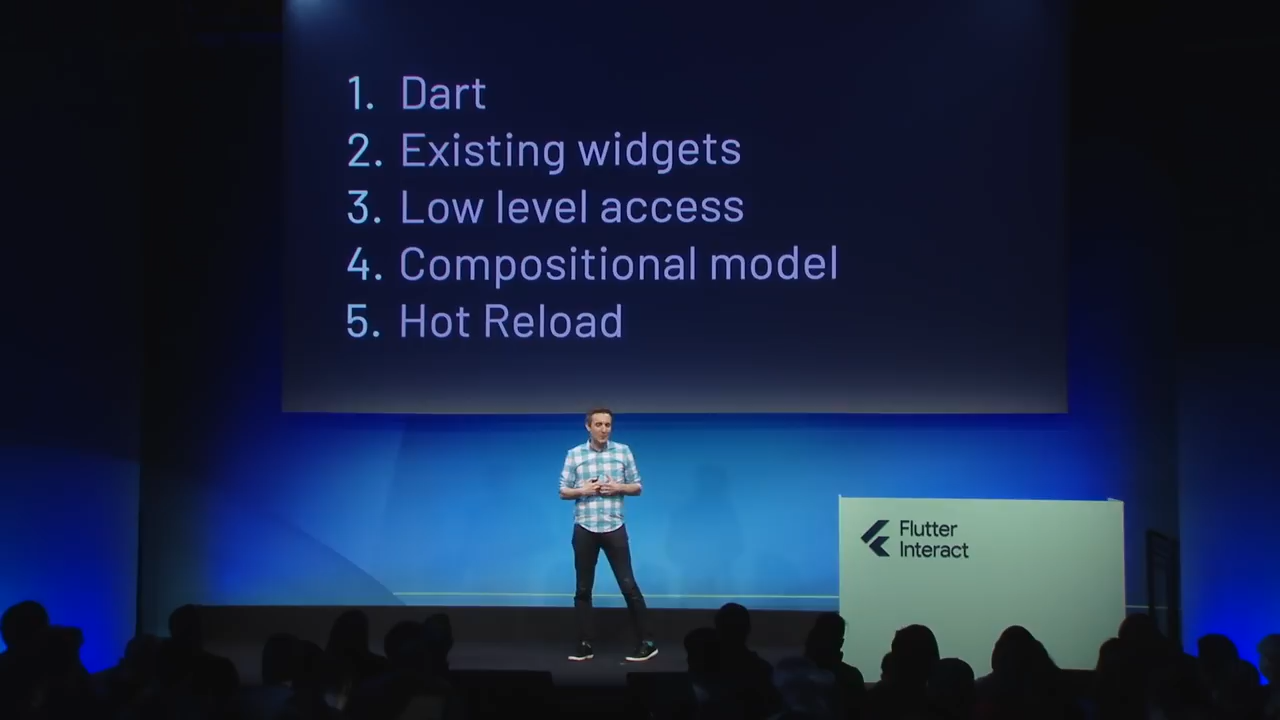 1. Dart
2. Existing widgets
3. Low level access
4. Compositional model
5. Hot Reload
Flutter
Interact